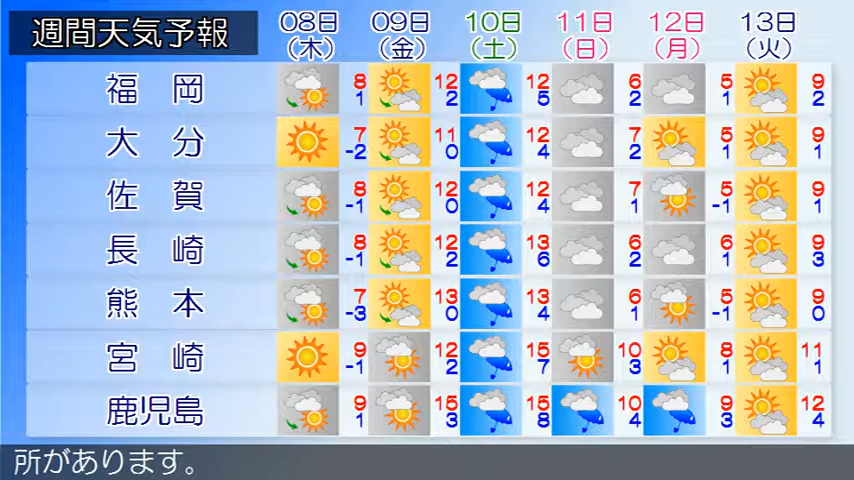 週間天気予報
08日 09日 10日 11日 12日 13日
(木) (金) (土) (日) (月) (火)
福岡 8 1 12 2 12 5 6 2 5 1 9 2
大分 7 -2 11 0 12 4 7 2 5 1 9 1
佐賀 8 -1 12 0 12 4 7 1 5 -1 9 1
長崎 8 -1 12 2 13 6 6 2 6 1 9 3
熊本 7 -3 13 0 13 4 6 1 5 -1 9 0
宮崎 9 -1 12 2 15 7 10 3 8 1 11 1
鹿児島 9 1 15 3 15 8 10 4 9 3 12 4
所があります。